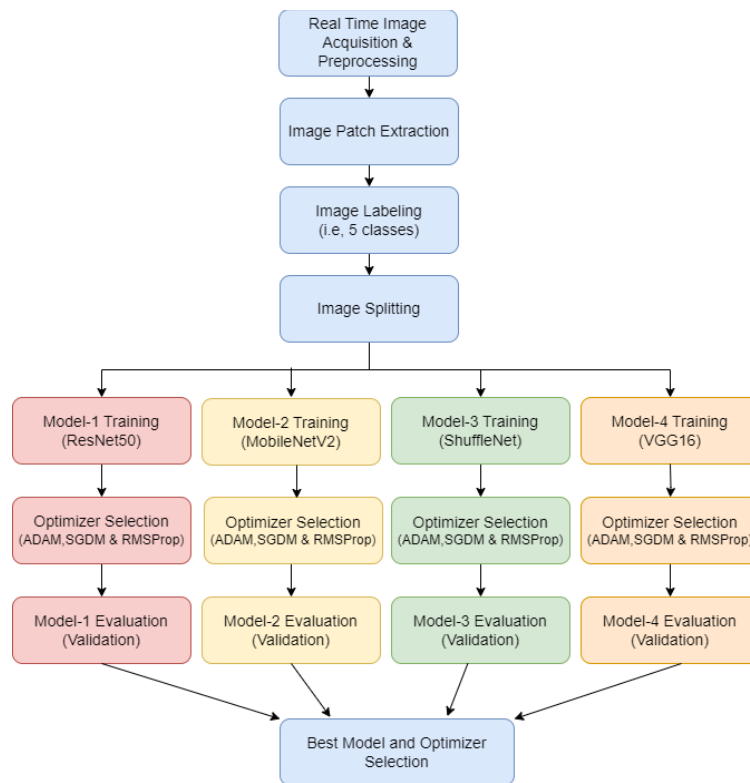 Real Time Image
Acquisition &
Preprocessing
Image Patch Extraction
Image Labeling
(i.e, 5 classes)
Image Splitting
Model-1 Training
(ResNet50)
Model-2 Training
(MobileNetV2)
Model-3 Training
(ShuffleNet)
Model-4 Training
(VGG16)
Optimizer Selection
(ADAM,SGDM & RMSProp)
Optimizer Selection
(ADAM,SGDM & RMSProp)
Optimizer Selection
(ADAM,SGDM & RMSProp)
Optimizer Selection
(ADAM,SGDM & RMSProp)
Model-1 Evaluation
(Validation)
Model-2 Evaluation
(Validation)
Model-3 Evaluation
(Validation)
Model-4 Evaluation
(Validation)
Best Model and Optimizer
Selection